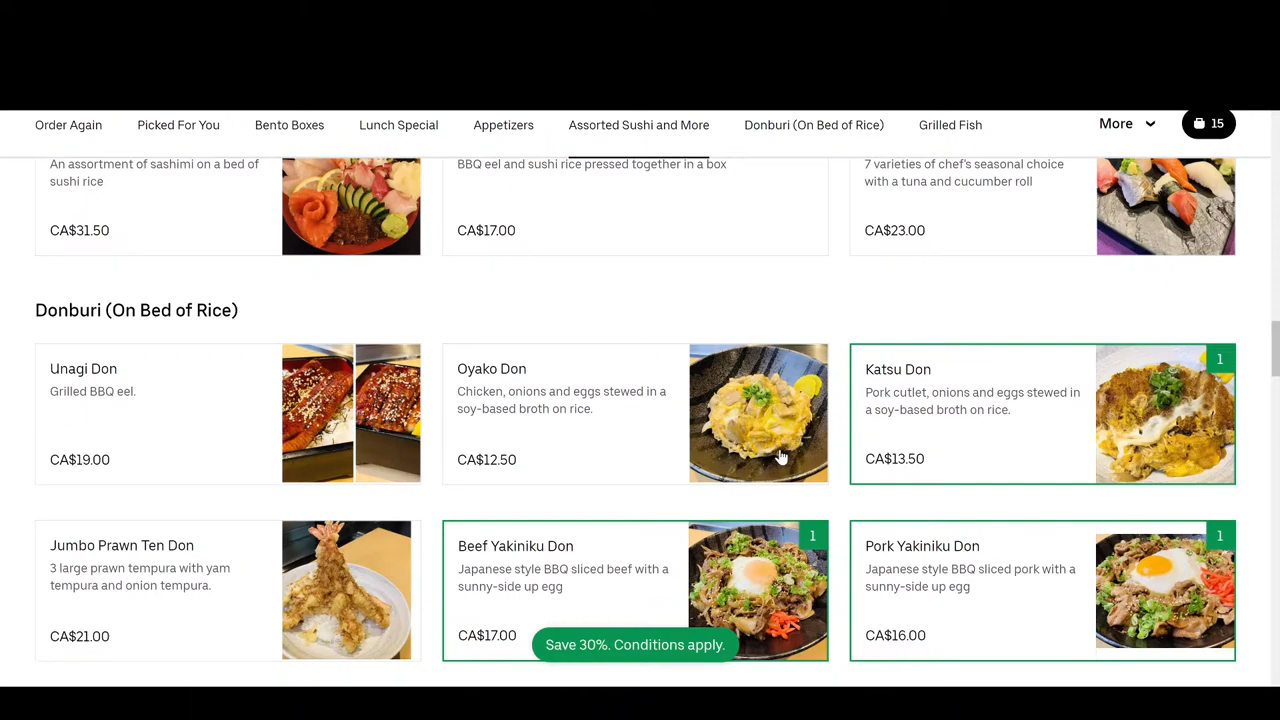 Order Again
Picked For You
Bento Boxes
Lunch Special
Appetizers
Assorted Sushi and More
Donburi (On Bed of Rice)
Grilled Fish
More
15
An assortment of sashimi on a bed of
sushi rice
CA$31.50
BBQ eel and sushi rice pressed together in a box
CA$17.00
7 varieties of chef's seasonal choice
with a tuna and cucumber roll
CA$23.00
Donburi (On Bed of Rice)
Unagi Don
Grilled BBQ eel.
CA$19.00
Oyako Don
Chicken, onions and eggs stewed in a
soy-based broth on rice.
CA$12.50
Katsu Don
Pork cutlet, onions and eggs stewed in
a soy-based broth on rice.
CA$13.50
1
Jumbo Prawn Ten Don
3 large prawn tempura with yam
tempura and onion tempura.
CA$21.00
Beef Yakiniku Don
Japanese style BBQ sliced beef with a
sunny-side up egg
CA$17.00
1
Pork Yakiniku Don
Japanese style BBQ sliced pork with a
sunny-side up egg
CA$16.00
1
Save 30%. Conditions apply.